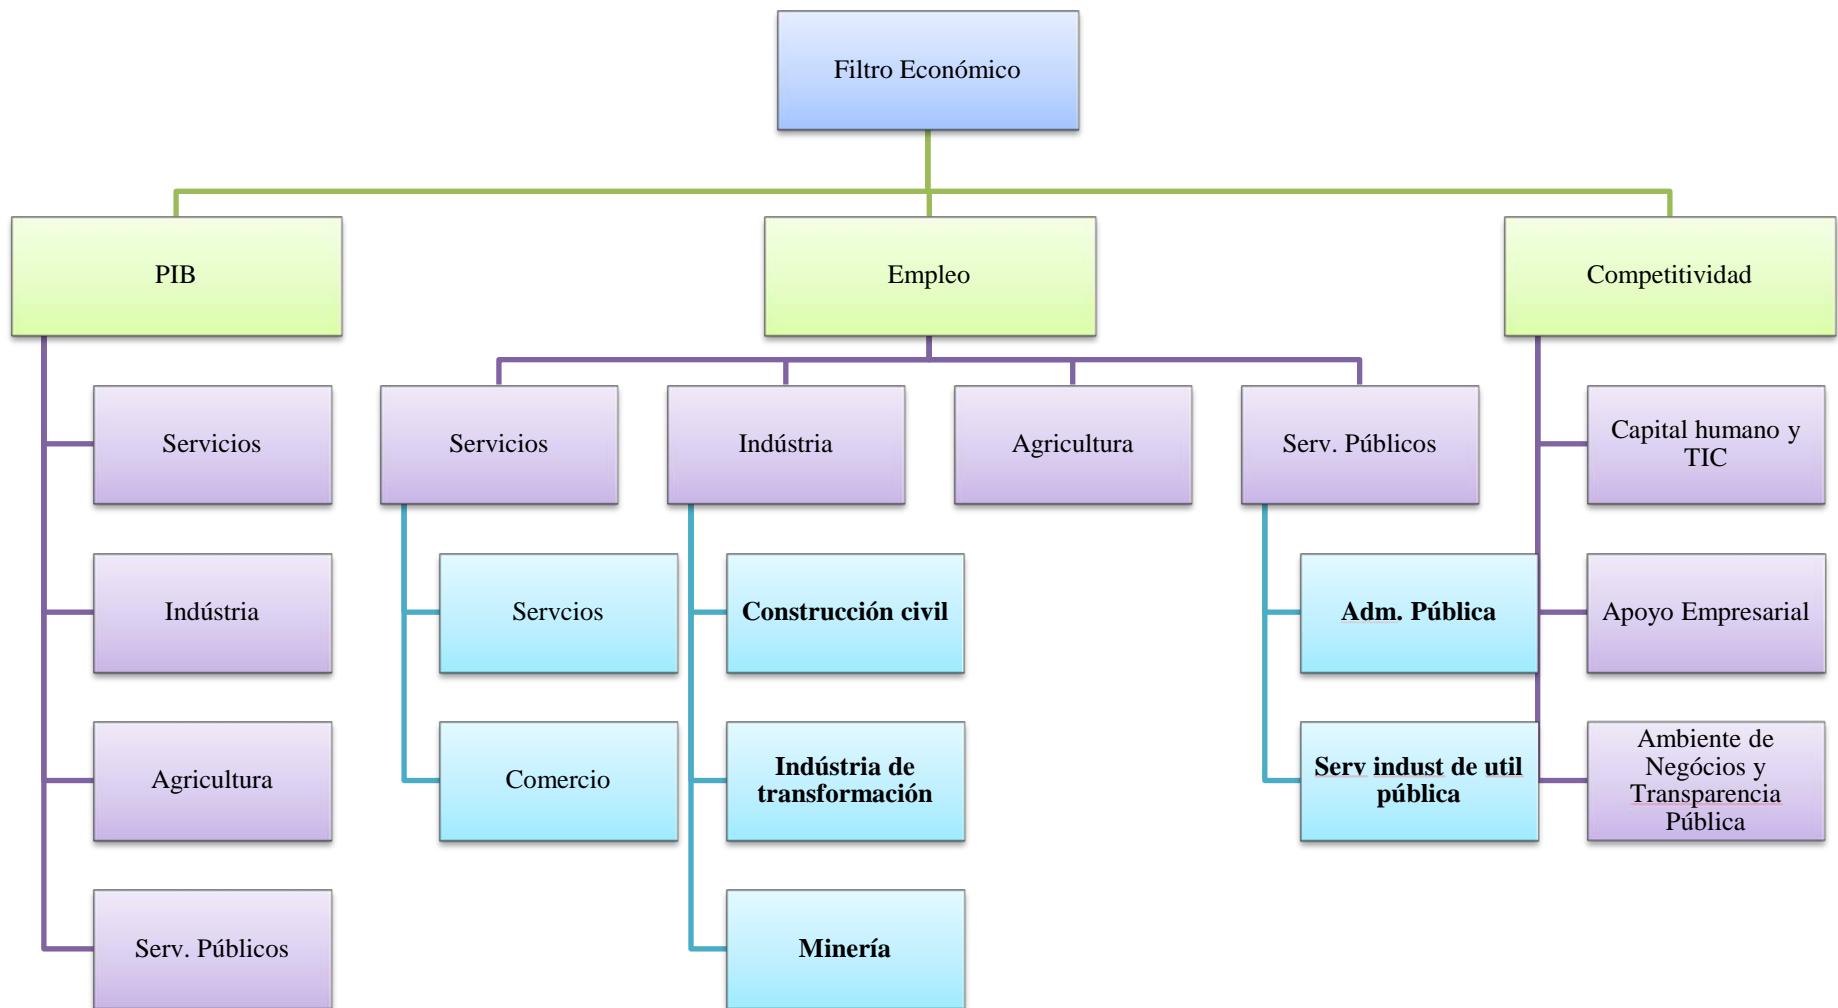 Filtro Económico
PIB
Empleo
Competitividad
Servicios
Servicios
Indústria
Agricultura
Serv. Públicos
Capital humano y
TIC
Indústria
Servcios
Construcción civil
Adm. Pública
Apoyo Empresarial
Agricultura
Comercio
Indústria de
transformación
Serv indust de util
pública
Ambiente de
Negócios y
Transparencia
Pública
Serv. Públicos
Minería